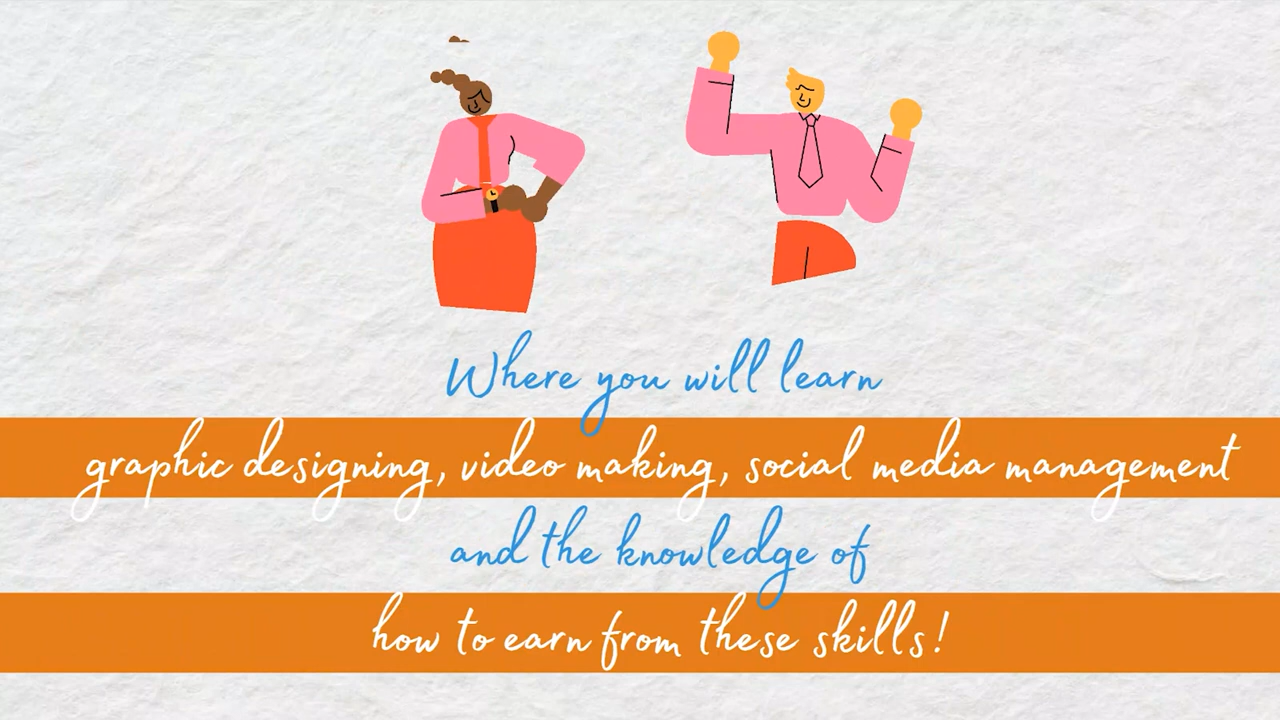 Where you will learn
graphic designing, video making, social media management
and the knowledge of
how to earn from these skills!